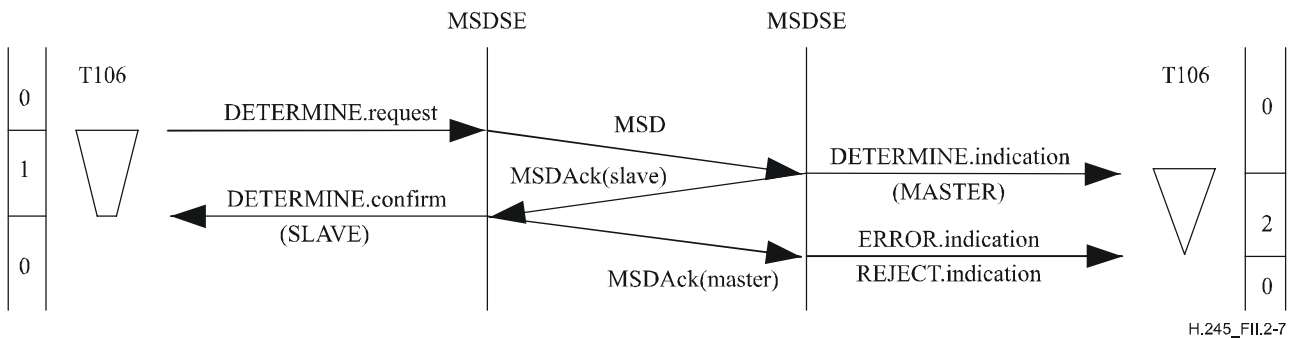 MSDSE MSDSE
T106 T106
0 0
DETERMINE.request
MSD
1 DETERMINE.indication
MSDAck(slave)
(MASTER)
DETERMINE.confirm
2
(SLAVE) ERROR.indication
0 MSDAck(master) REJECT.indication
0
H.245_FII.2-7